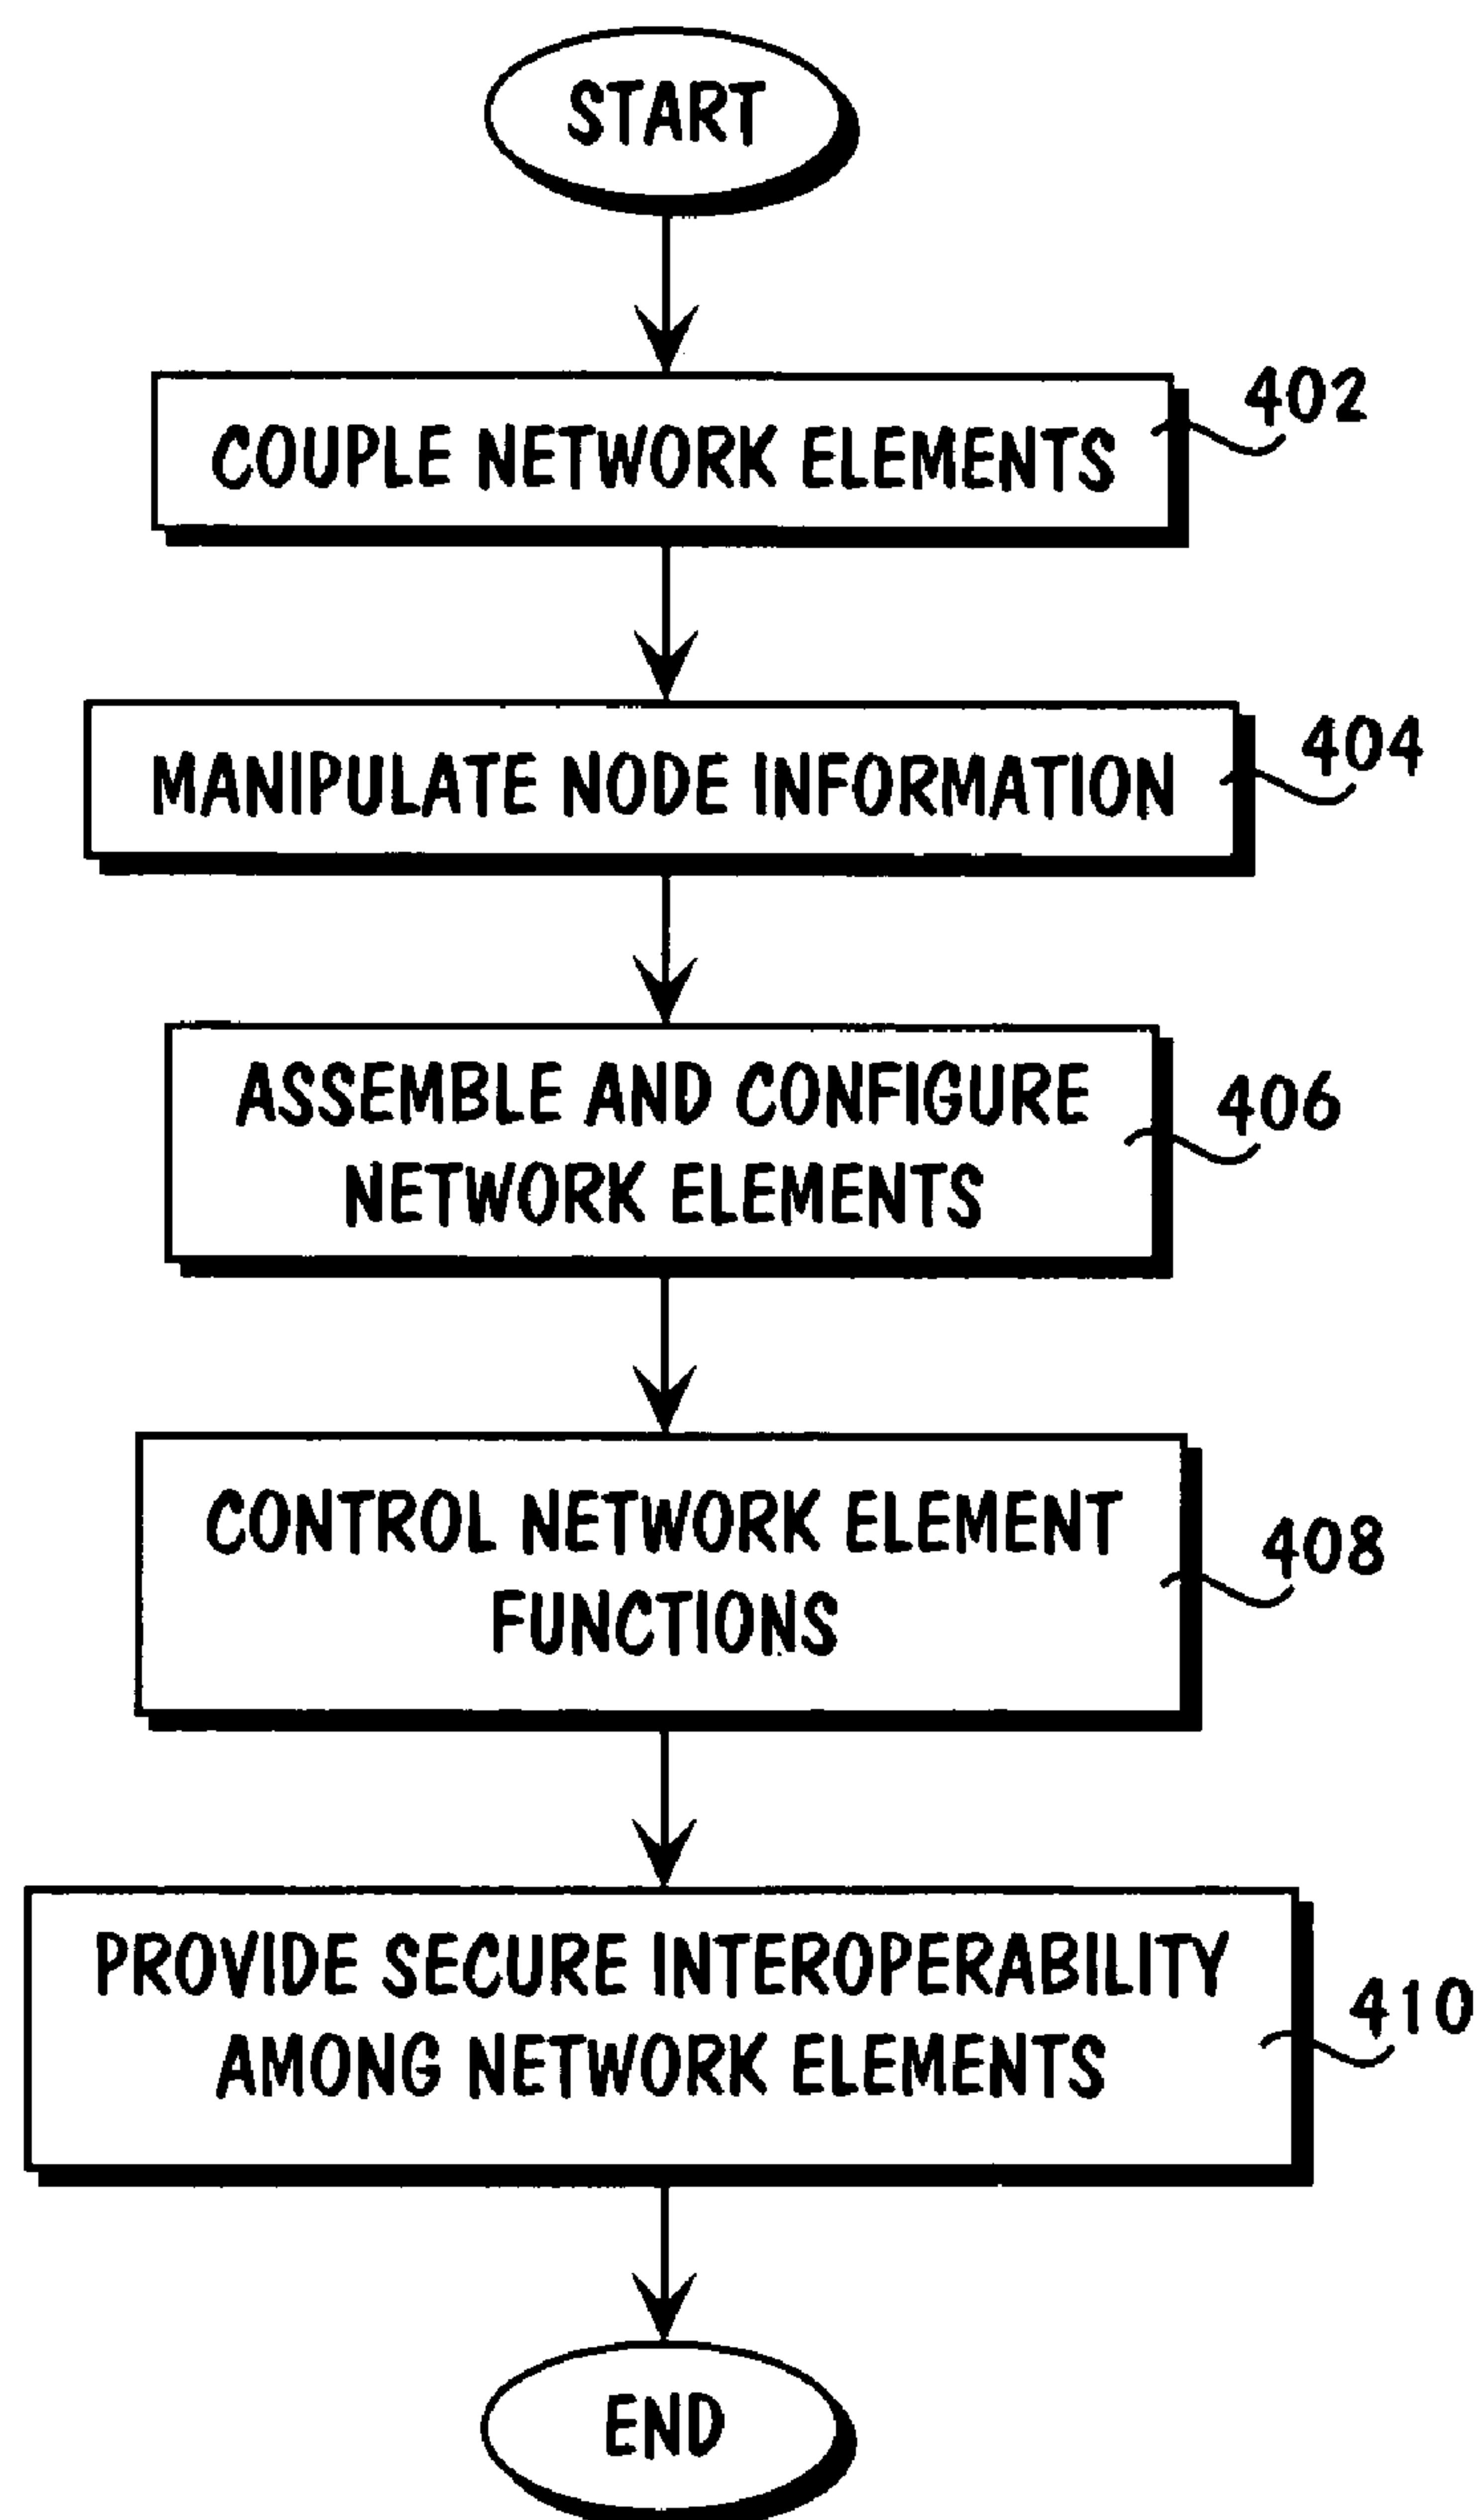 START
COUPLE NETWORK ELEMENTS
402
MANIPULATE NODE INFORMATION
404
ASSEMBLE AND CONFIGURE
NETWORK ELEMENTS
406
CONTROL NETWORK ELEMENT
FUNCTIONS
408
PROVIDE SECURE INTEROPERABILITY
AMONG NETWORK ELEMENTS
410
END